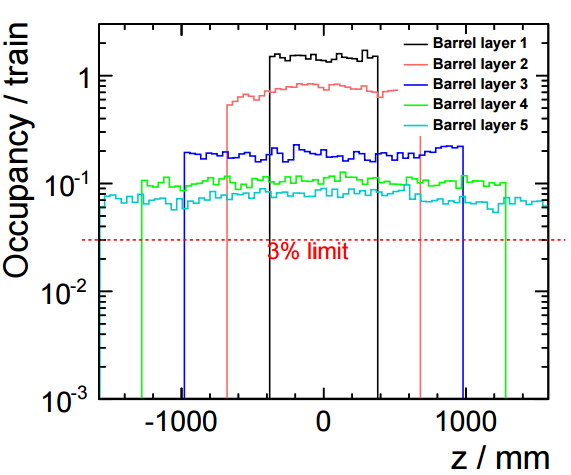 Occupancy / train
Barrel layer 1
Barrel layer 2
Barrel layer 3
Barrel layer 4
Barrel layer 5
1
10-1
3% limit
10-2
10-3
-1000 0 1000
z / mm